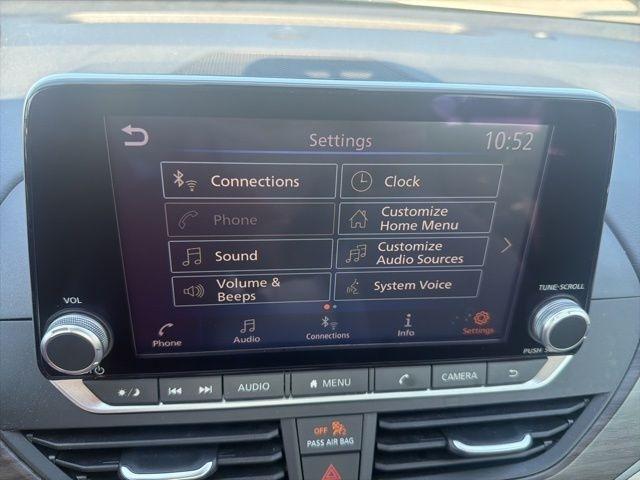 Settings 10:52
Connections
Clock
Phone
Customize
Home Menu
Sound
Customize
Audio Sources
Volume &
Beeps
System Voice
Phone
Audio
Connections
Info
Settings
VOL
TUNE·SCROLL
PUSH
AUDIO
MENU
CAMERA
OFF
PASS AIR BAG